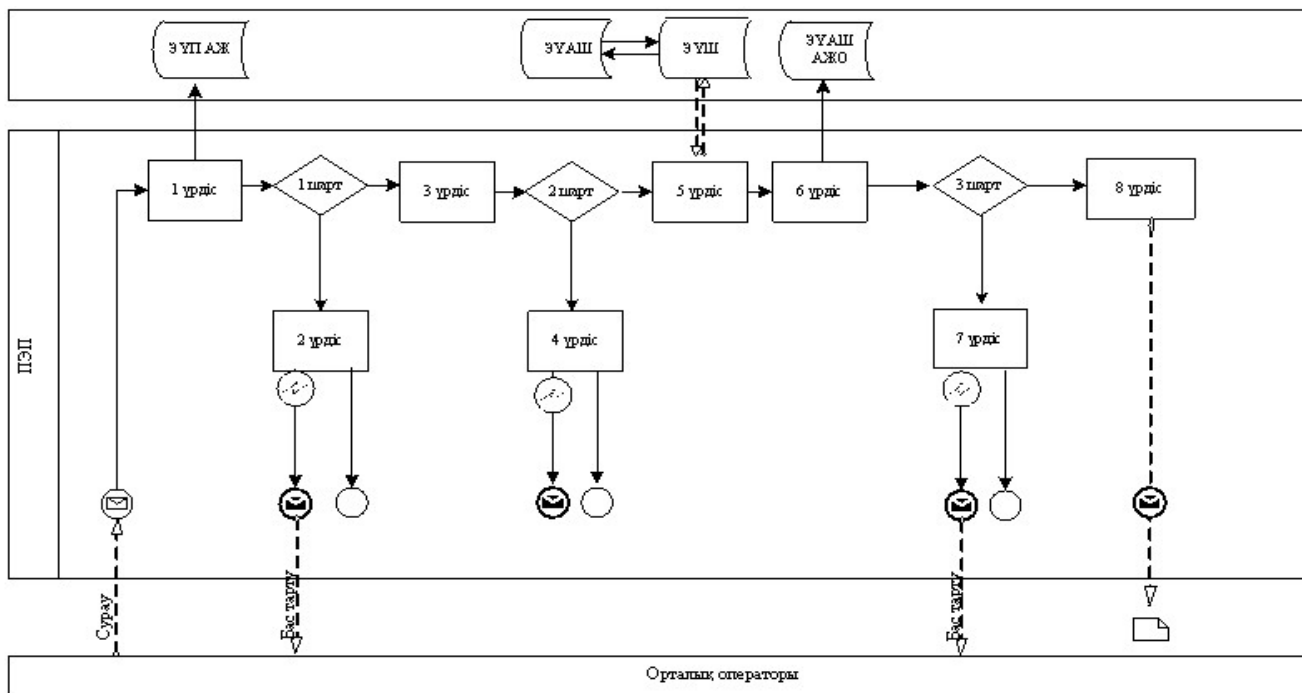 ЭҮП АЖ
ЭҮАШ
ЭҮШ
ЭҮАШ
АЖО
1 үрдіс
1 шарт
3 үрдіс
2 шарт
5 үрдіс
6 үрдіс
3 шарт
8 үрдіс
2 үрдіс
4 үрдіс
7 үрдіс
ПЭП
Сұрау
Бас тарту
Бас тарту
Орталық операторы